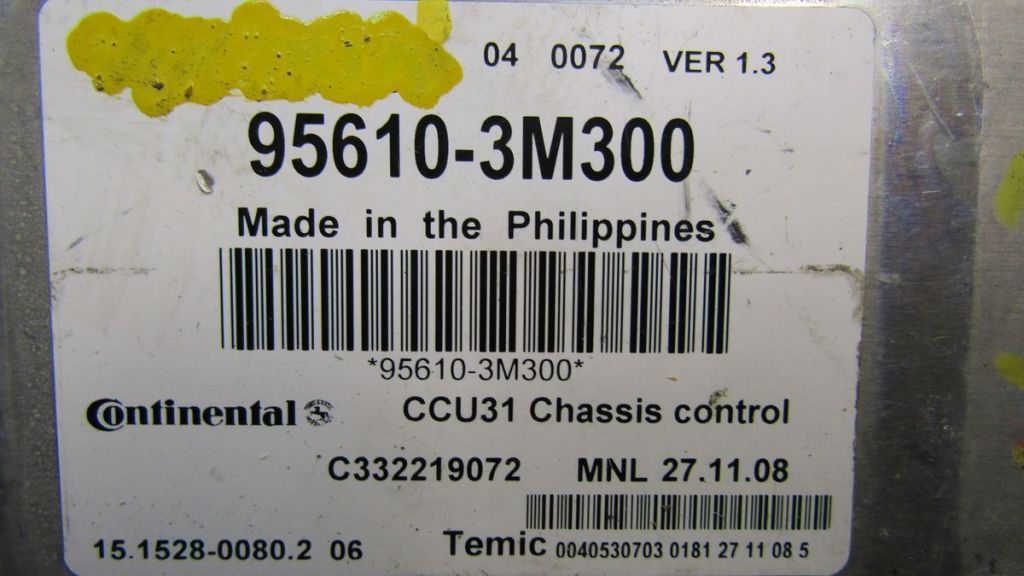 04 0072 VER 1.3
95610-3M300
Made in the Philippines
*95610-3M300*
Continental CCU31 Chassis control
C332219072 MNL 27.11.08
15.1528-0080.2 06 Temic 0040530703 0181 27 11 08 5